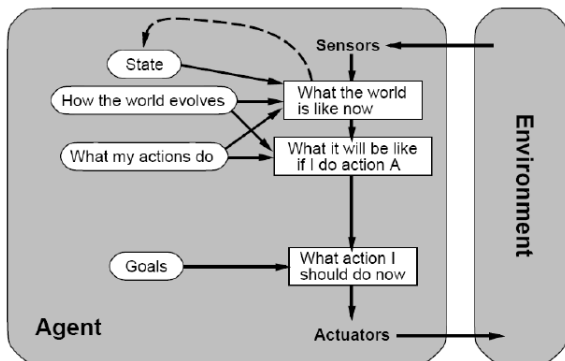 Sensors
State
What the world
is like now
How the world evolves
What it will be like
if I do action A
What my actions do
What action I
should do now
Goals
Agent
Actuators
Environment